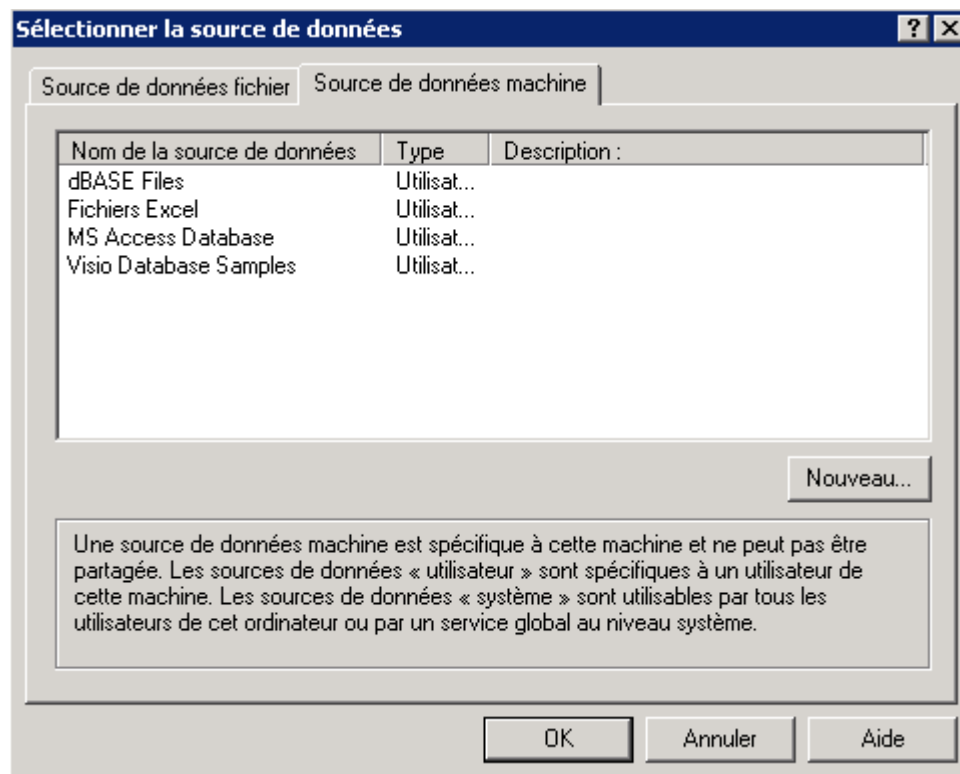 Sélectionner la source de données
Source de données fichier Source de données machine
Nom de la source de données Type Description :
dBASE Files Utilisat...
Fichiers Excel Utilisat...
MS Access Database Utilisat...
Visio Database Samples Utilisat...
Nouveau...
Une source de données machine est spécifique à cette machine et ne peut pas être
partagée. Les sources de données « utilisateur » sont spécifiques à un utilisateur de
cette machine. Les sources de données « système » sont utilisables par tous les
utilisateurs de cet ordinateur ou par un service global au niveau système.
OK Annuler Aide